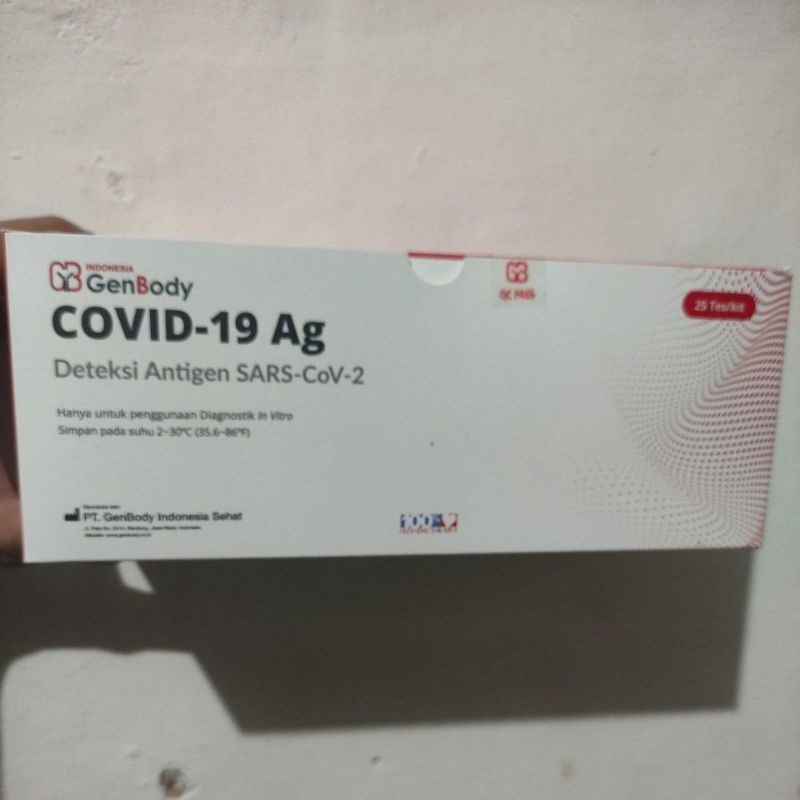 INDONESIA
GenBody
QC PASS
25 Tes/kit
COVID-19 Ag
Deteksi Antigen SARS-CoV-2
Hanya untuk penggunaan Diagnostik In Vitro
Simpan pada suhu 2~30°C (35.6~86°F)
PT. GenBody Indonesia Sehat
100%